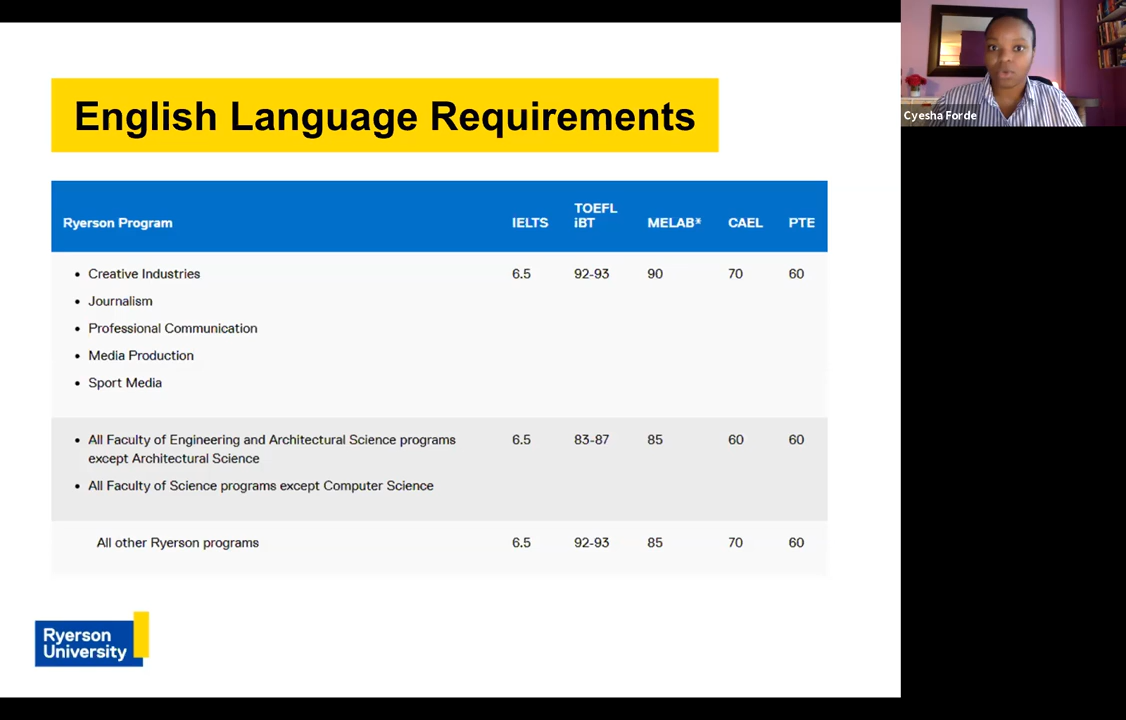 English Language Requirements
Ryerson Program IELTS TOEFL iBT MELAB* CAEL PTE
• Creative Industries 6.5 92-93 90 70 60
• Journalism
• Professional Communication
• Media Production
• Sport Media
• All Faculty of Engineering and Architectural Science programs 6.5 83-87 85 60 60
except Architectural Science
• All Faculty of Science programs except Computer Science
All other Ryerson programs 6.5 92-93 85 70 60
Ryerson
University
Cyesha Forde